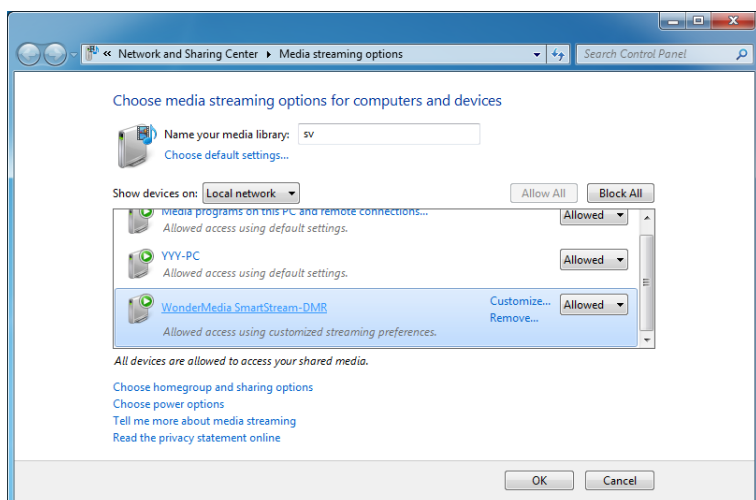 « Network and Sharing Center ▸ Media streaming options
Search Control Panel
Choose media streaming options for computers and devices
Name your media library: sv
Choose default settings...
Show devices on: Local network
Allow All
Block All
Media programs on this PC and remote connections...
Allowed
Allowed access using default settings.
YYY-PC
Allowed
Allowed access using default settings.
WonderMedia SmartStream-DMR
Customize...
Allowed
Remove...
Allowed access using customized streaming preferences.
All devices are allowed to access your shared media.
Choose homegroup and sharing options
Choose power options
Tell me more about media streaming
Read the privacy statement online
OK
Cancel